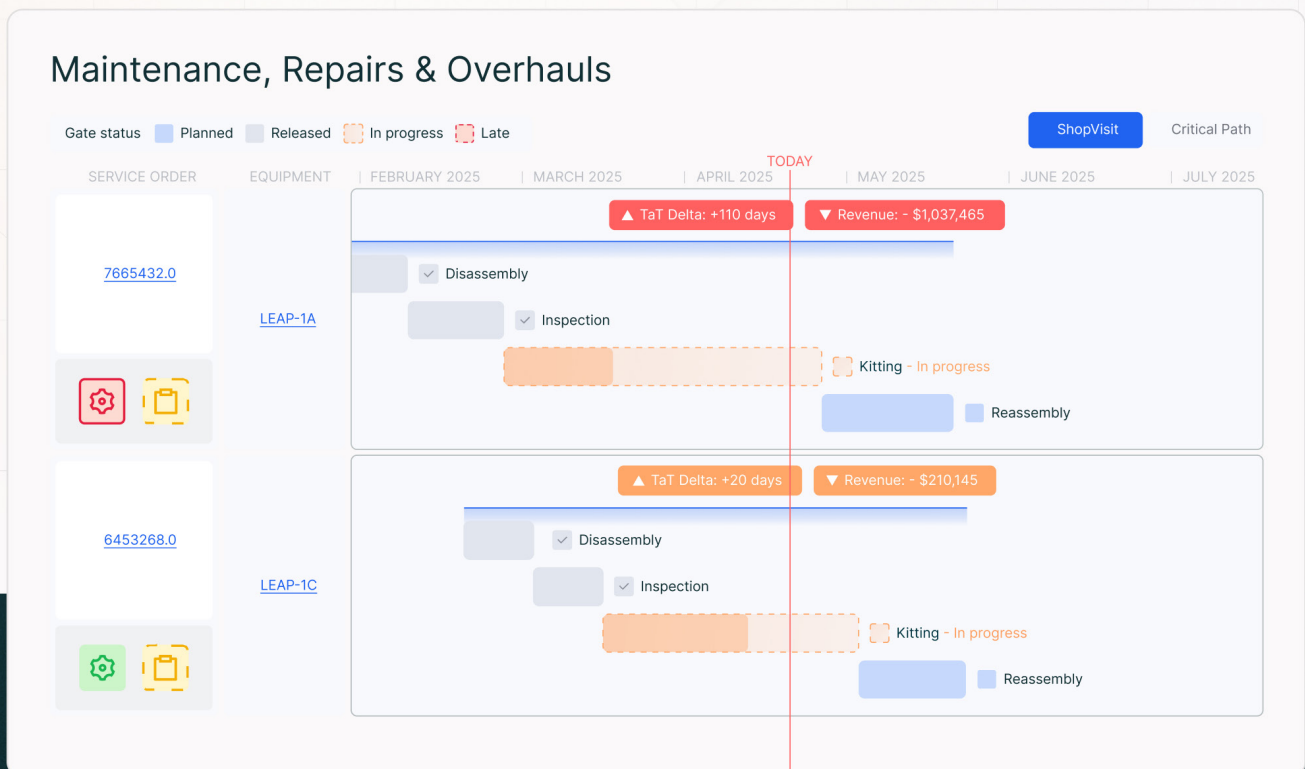 Maintenance, Repairs & Overhauls
Gate status Planned Released In progress Late
ShopVisit Critical Path
TODAY
SERVICE ORDER EQUIPMENT FEBRUARY 2025 MARCH 2025 APRIL 2025 MAY 2025 JUNE 2025 JULY 2025
▲ TaT Delta: +110 days ▼ Revenue: - $1,037,465
7665432.0
Disassembly
LEAP-1A
Inspection
Kitting - In progress
Reassembly
▲ TaT Delta: +20 days ▼ Revenue: - $210,145
6453268.0
Disassembly
LEAP-1C
Inspection
Kitting - In progress
Reassembly